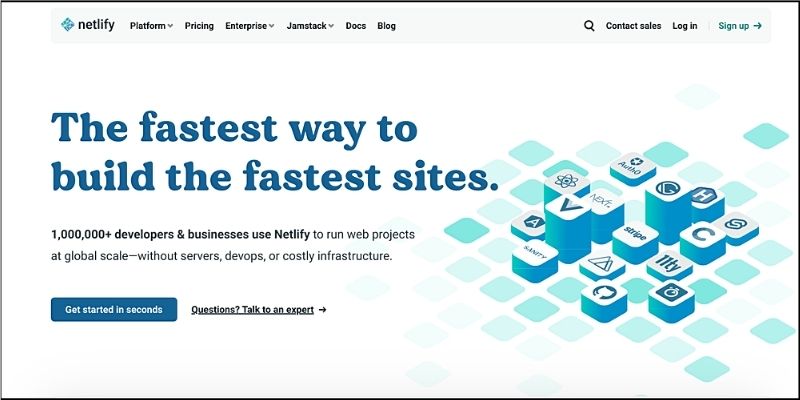 netlify Platform Pricing Enterprise Jamstack Docs Blog Contact sales Log in Sign up →
The fastest way to
build the fastest sites.
1,000,000+ developers & businesses use Netlify to run web projects
at global scale—without servers, devops, or costly infrastructure.
Get started in seconds Questions? Talk to an expert →
Auth0
NEXT.
stripe
SANITY
11ty